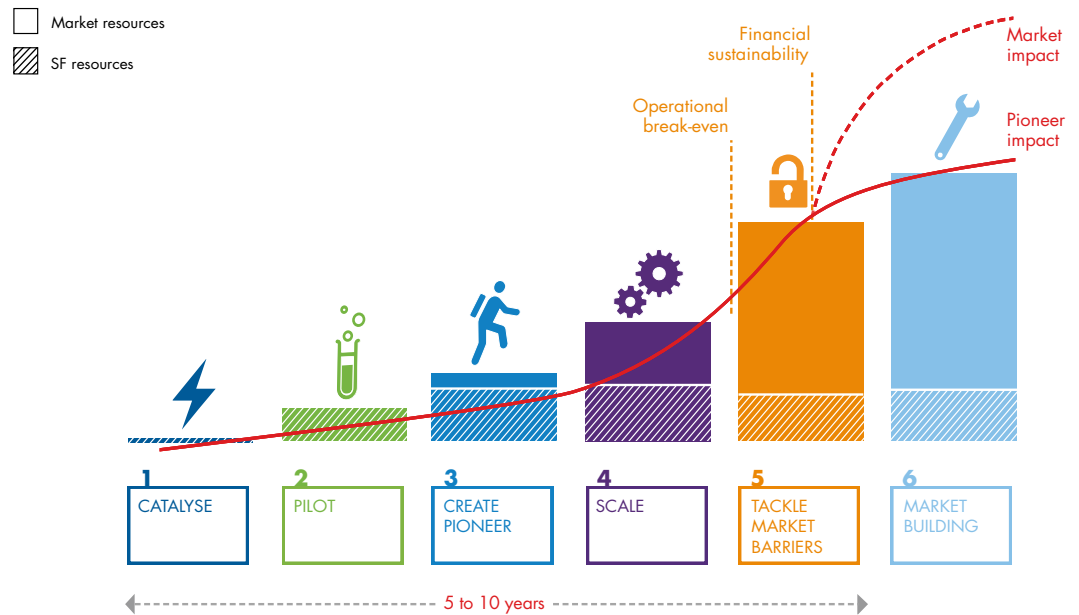 Market resources
SF resources
Financial
sustainability
Operational
break-even
Market
impact
Pioneer
impact
1
CATALYSE
2
PILOT
3
CREATE
PIONEER
4
SCALE
5
TACKLE
MARKET
BARRIERS
6
MARKET
BUILDING
5 to 10 years